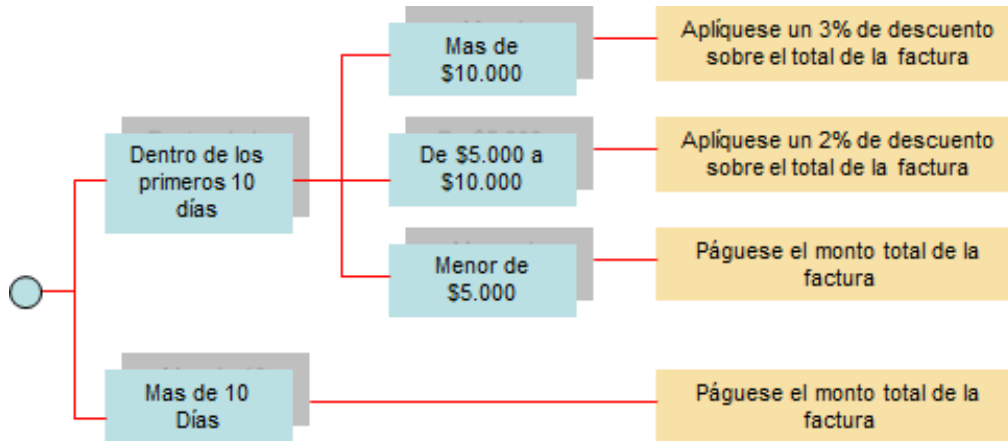 Mas de
$10.000
Aplíquese un 3% de descuento
sobre el total de la factura
Dentro de los
primeros 10
días
De $5.000 a
$10.000
Aplíquese un 2% de descuento
sobre el total de la factura
Menor de
$5.000
Páguese el monto total de la
factura
Mas de 10
Días
Páguese el monto total de la
factura